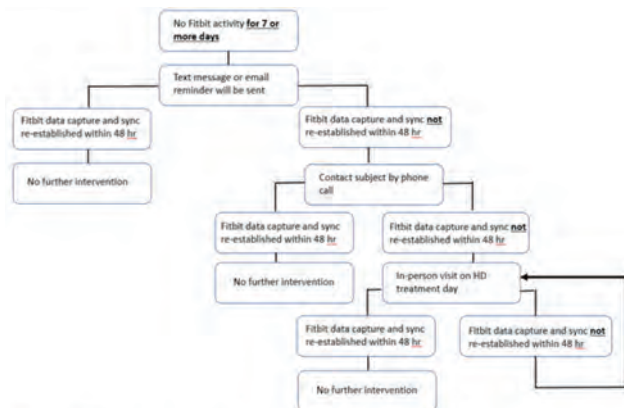 No Fitbit activity for 7 or
more days
Text message or email
reminder will be sent
Fitbit data capture and sync
re-established within 48 hr
Fitbit data capture and sync not
re-established within 48 hr
No further intervention
Contact subject by phone
call
Fitbit data capture and sync
re-established within 48 hr
Fitbit data capture and sync not
re-established within 48 hr
No further intervention
In-person visit on HD
treatment day
Fitbit data capture and sync
re-established within 48 hr
Fitbit data capture and sync not
re-established within 48 hr
No further intervention